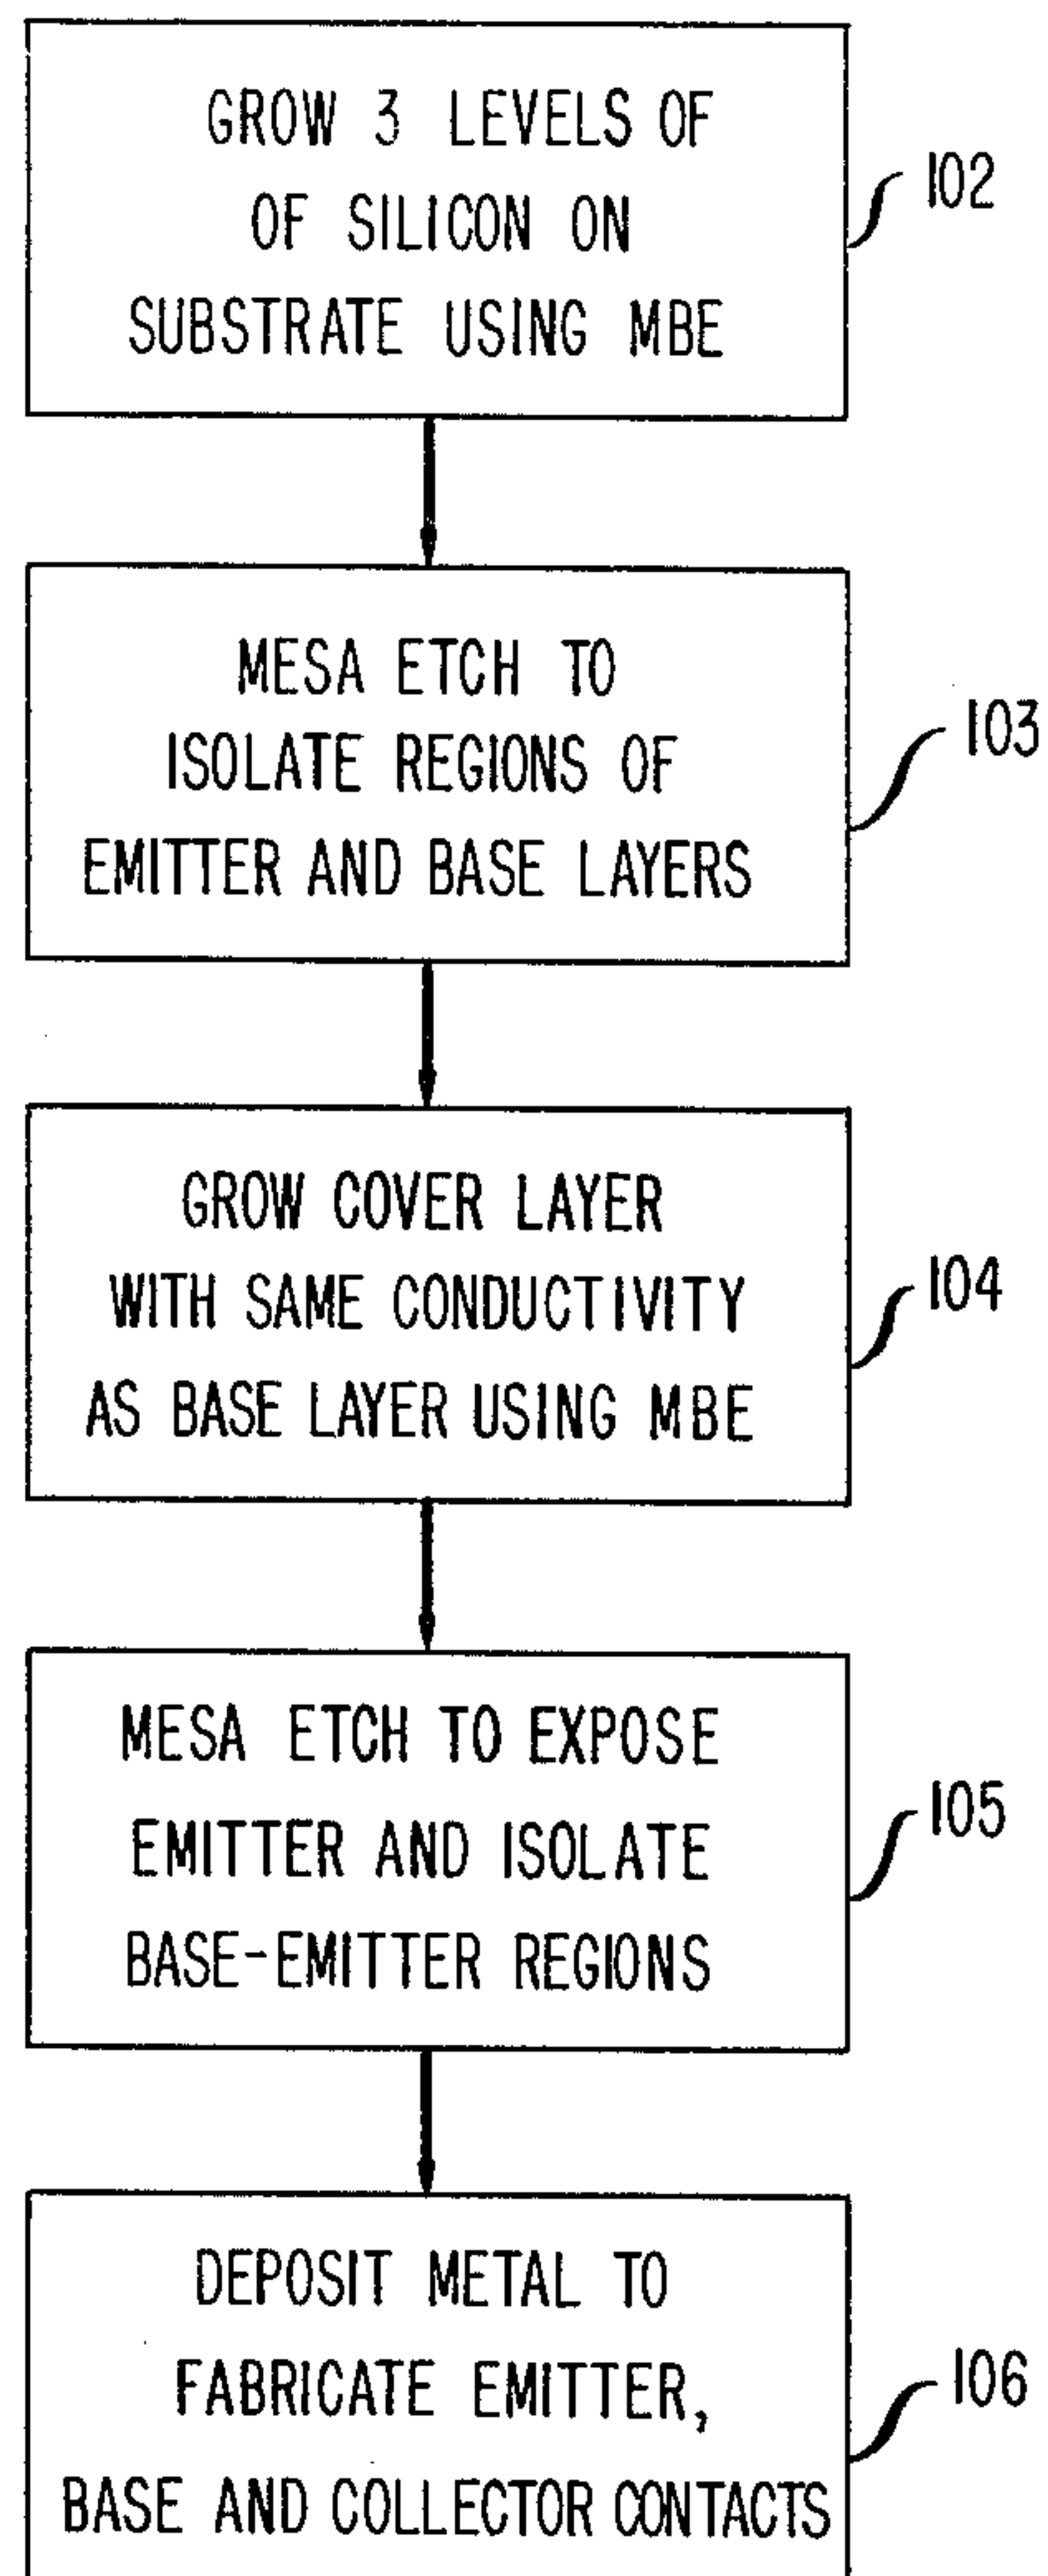 GROW 3 LEVELS OF
OF SILICON ON
SUBSTRATE USING MBE
102
MESA ETCH TO
ISOLATE REGIONS OF
EMITTER AND BASE LAYERS
103
GROW COVER LAYER
WITH SAME CONDUCTIVITY
AS BASE LAYER USING MBE
104
MESA ETCH TO EXPOSE
EMITTER AND ISOLATE
BASE-EMITTER REGIONS
105
DEPOSIT METAL TO
FABRICATE EMITTER,
BASE AND COLLECTOR CONTACTS
106